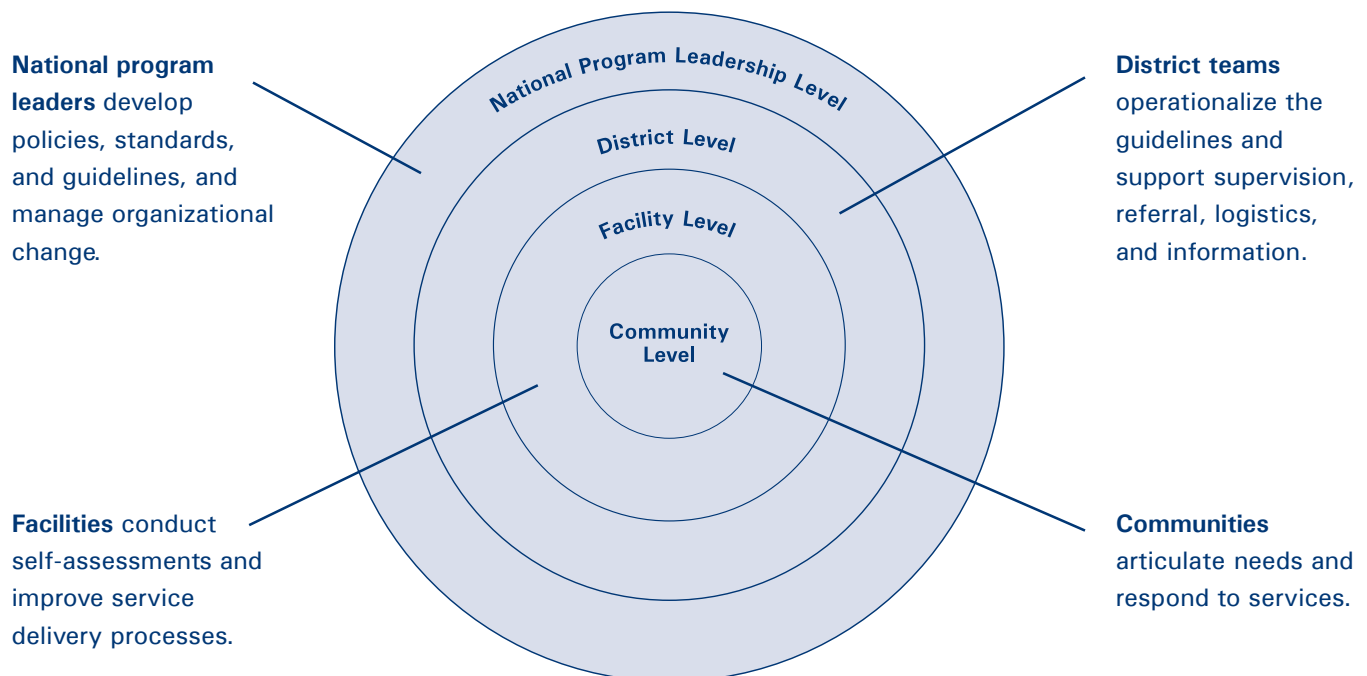 National program
leaders develop
policies, standards,
and guidelines, and
manage organizational
change.
National Program Leadership Level
District Level
Facility Level
Community
Level
District teams
operationalize the
guidelines and
support supervision,
referral, logistics,
and information.
Facilities conduct
self-assessments and
improve service
delivery processes.
Communities
articulate needs and
respond to services.